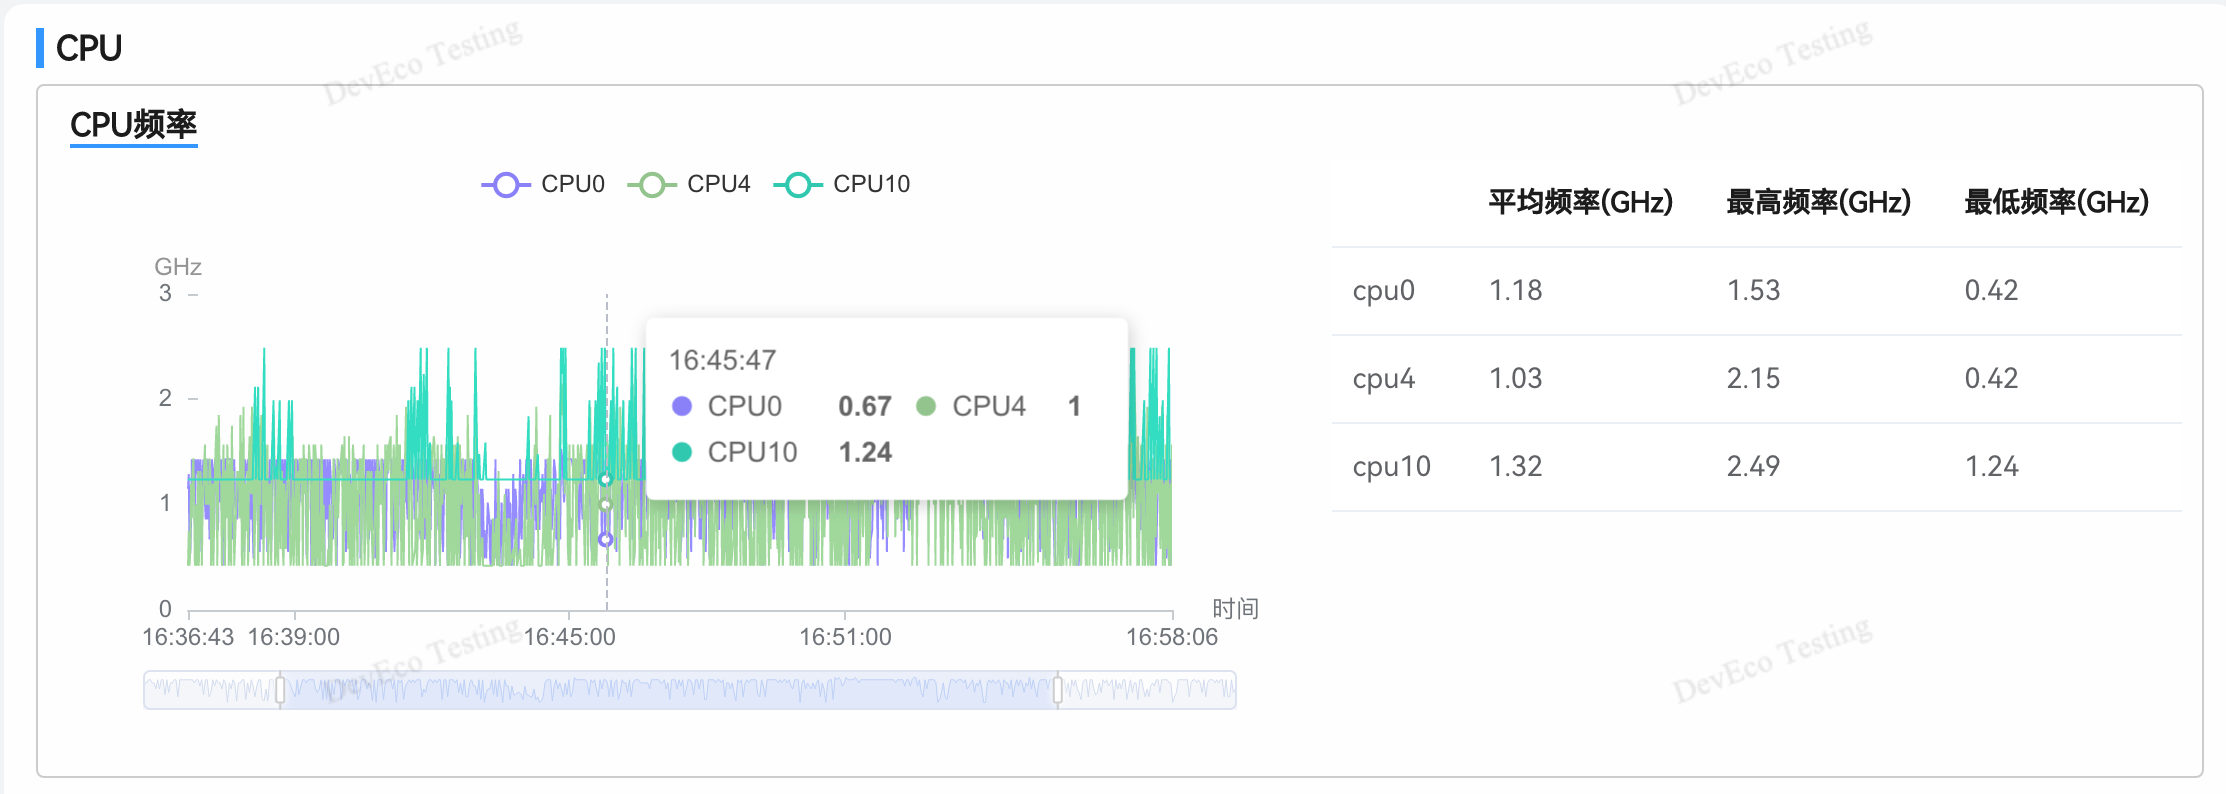 CPU
DevEco Testing
DevEco Testing
CPU频率
CPU0 CPU4 CPU10
GHz
3
2
1
0
16:45:47
CPU0 0.67 CPU4 1
CPU10 1.24
16:36:43 16:39:00 16:45:00 16:51:00 16:58:06
时间
平均频率(GHz) 最高频率(GHz) 最低频率(GHz)
cpu0 1.18 1.53 0.42
cpu4 1.03 2.15 0.42
cpu10 1.32 2.49 1.24
DevEco Testing
DevEco Testing